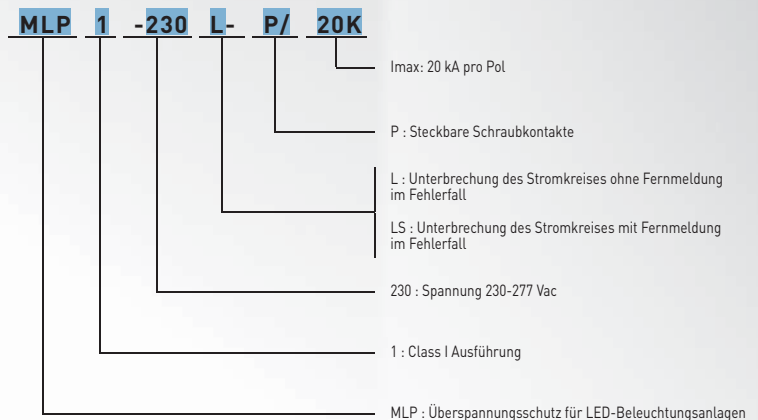 MLP 1 -230 L- P/ 20K
Imax: 20 kA pro Pol
P : Steckbare Schraubkontakte
L : Unterbrechung des Stromkreises ohne Fernmeldung
im Fehlerfall
LS : Unterbrechung des Stromkreises mit Fernmeldung
im Fehlerfall
230 : Spannung 230-277 Vac
1 : Class I Ausführung
MLP : Überspannungsschutz für LED-Beleuchtungsanlagen